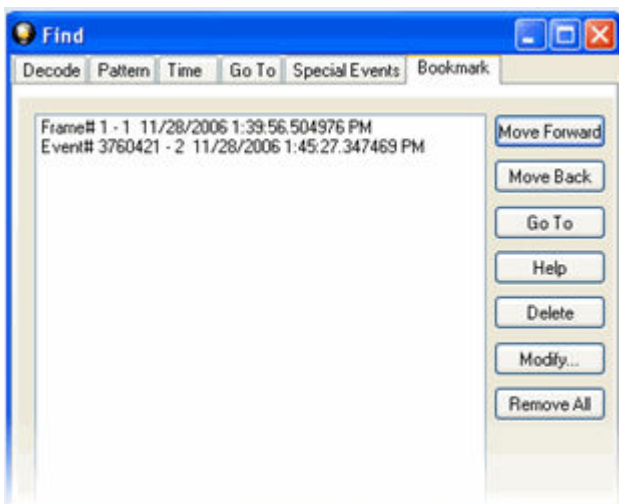 Find
Decode Pattern Time Go To Special Events Bookmark
Frame# 1 - 1 11/28/2006 1:39:56.504976 PM
Event# 3760421 - 2 11/28/2006 1:45:27.347469 PM
Move Forward
Move Back
Go To
Help
Delete
Modify...
Remove All